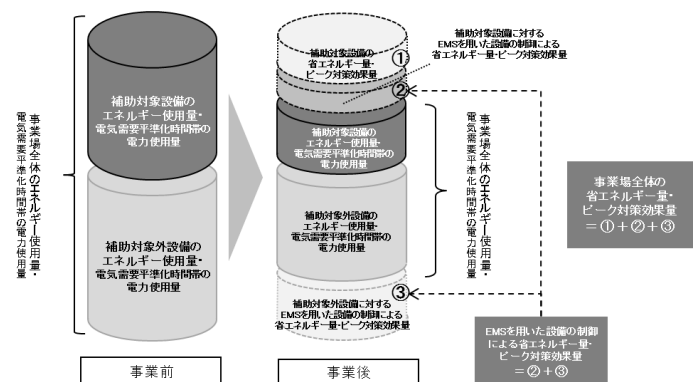 事業場全体のエネルギー使用量・
電気需要平準化時間帯の電力使用量
補助対象設備の
エネルギー使用量・
電気需要平準化時間帯の
電力使用量
補助対象外設備の
エネルギー使用量・
電気需要平準化時間帯の
電力使用量
事業前
補助対象設備の
省エネルギー量・
ピーク対策効果量
①
②
補助対象設備に対する
EMSを用いた設備の制御による
省エネルギー量・ピーク対策効果量
補助対象設備の
エネルギー使用量・
電気需要平準化時間帯の
電力使用量
補助対象外設備の
エネルギー使用量・
電気需要平準化時間帯の
電力使用量
③
補助対象外設備に対する
EMSを用いた設備の制御による
省エネルギー量・ピーク対策効果量
事業後
事業場全体のエネルギー使用量・
電気需要平準化時間帯の電力使用量
事業場全体の
省エネルギー量・
ピーク対策効果量
＝①＋②＋③
EMSを用いた設備の制御
による省エネルギー量・
ピーク対策効果量
＝②＋③